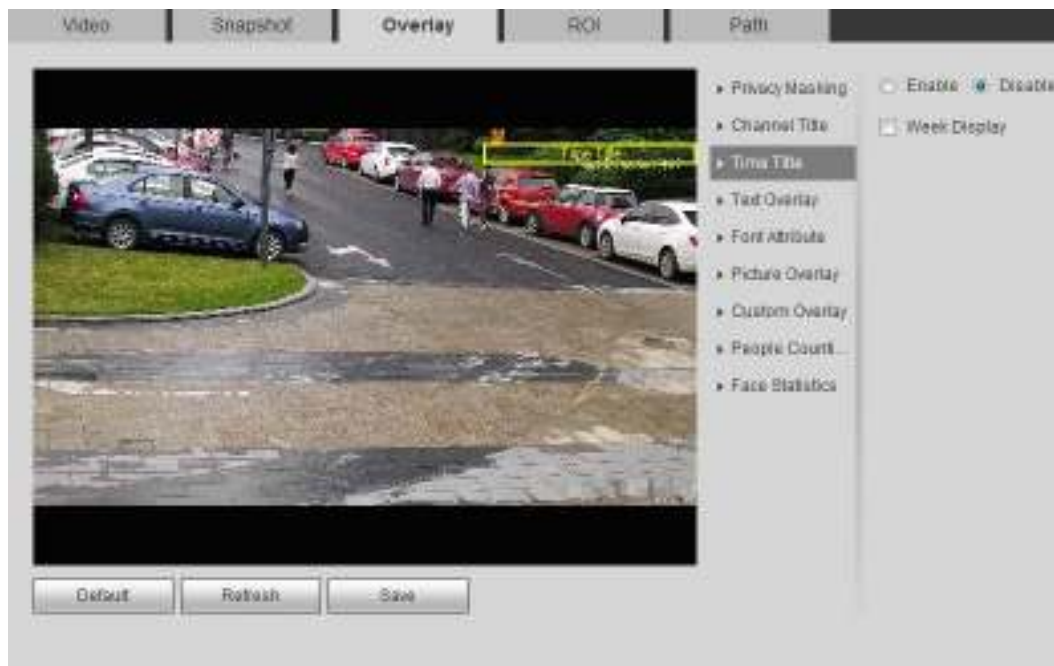 Video Snapshot Overlay ROI Path
Privacy Masking
Channel Title
Time Title
Text Overlay
Font Attribute
Picture Overlay
Custom Overlay
People Counti...
Face Statistics
Enable Disable
Week Display
Default Refresh Save